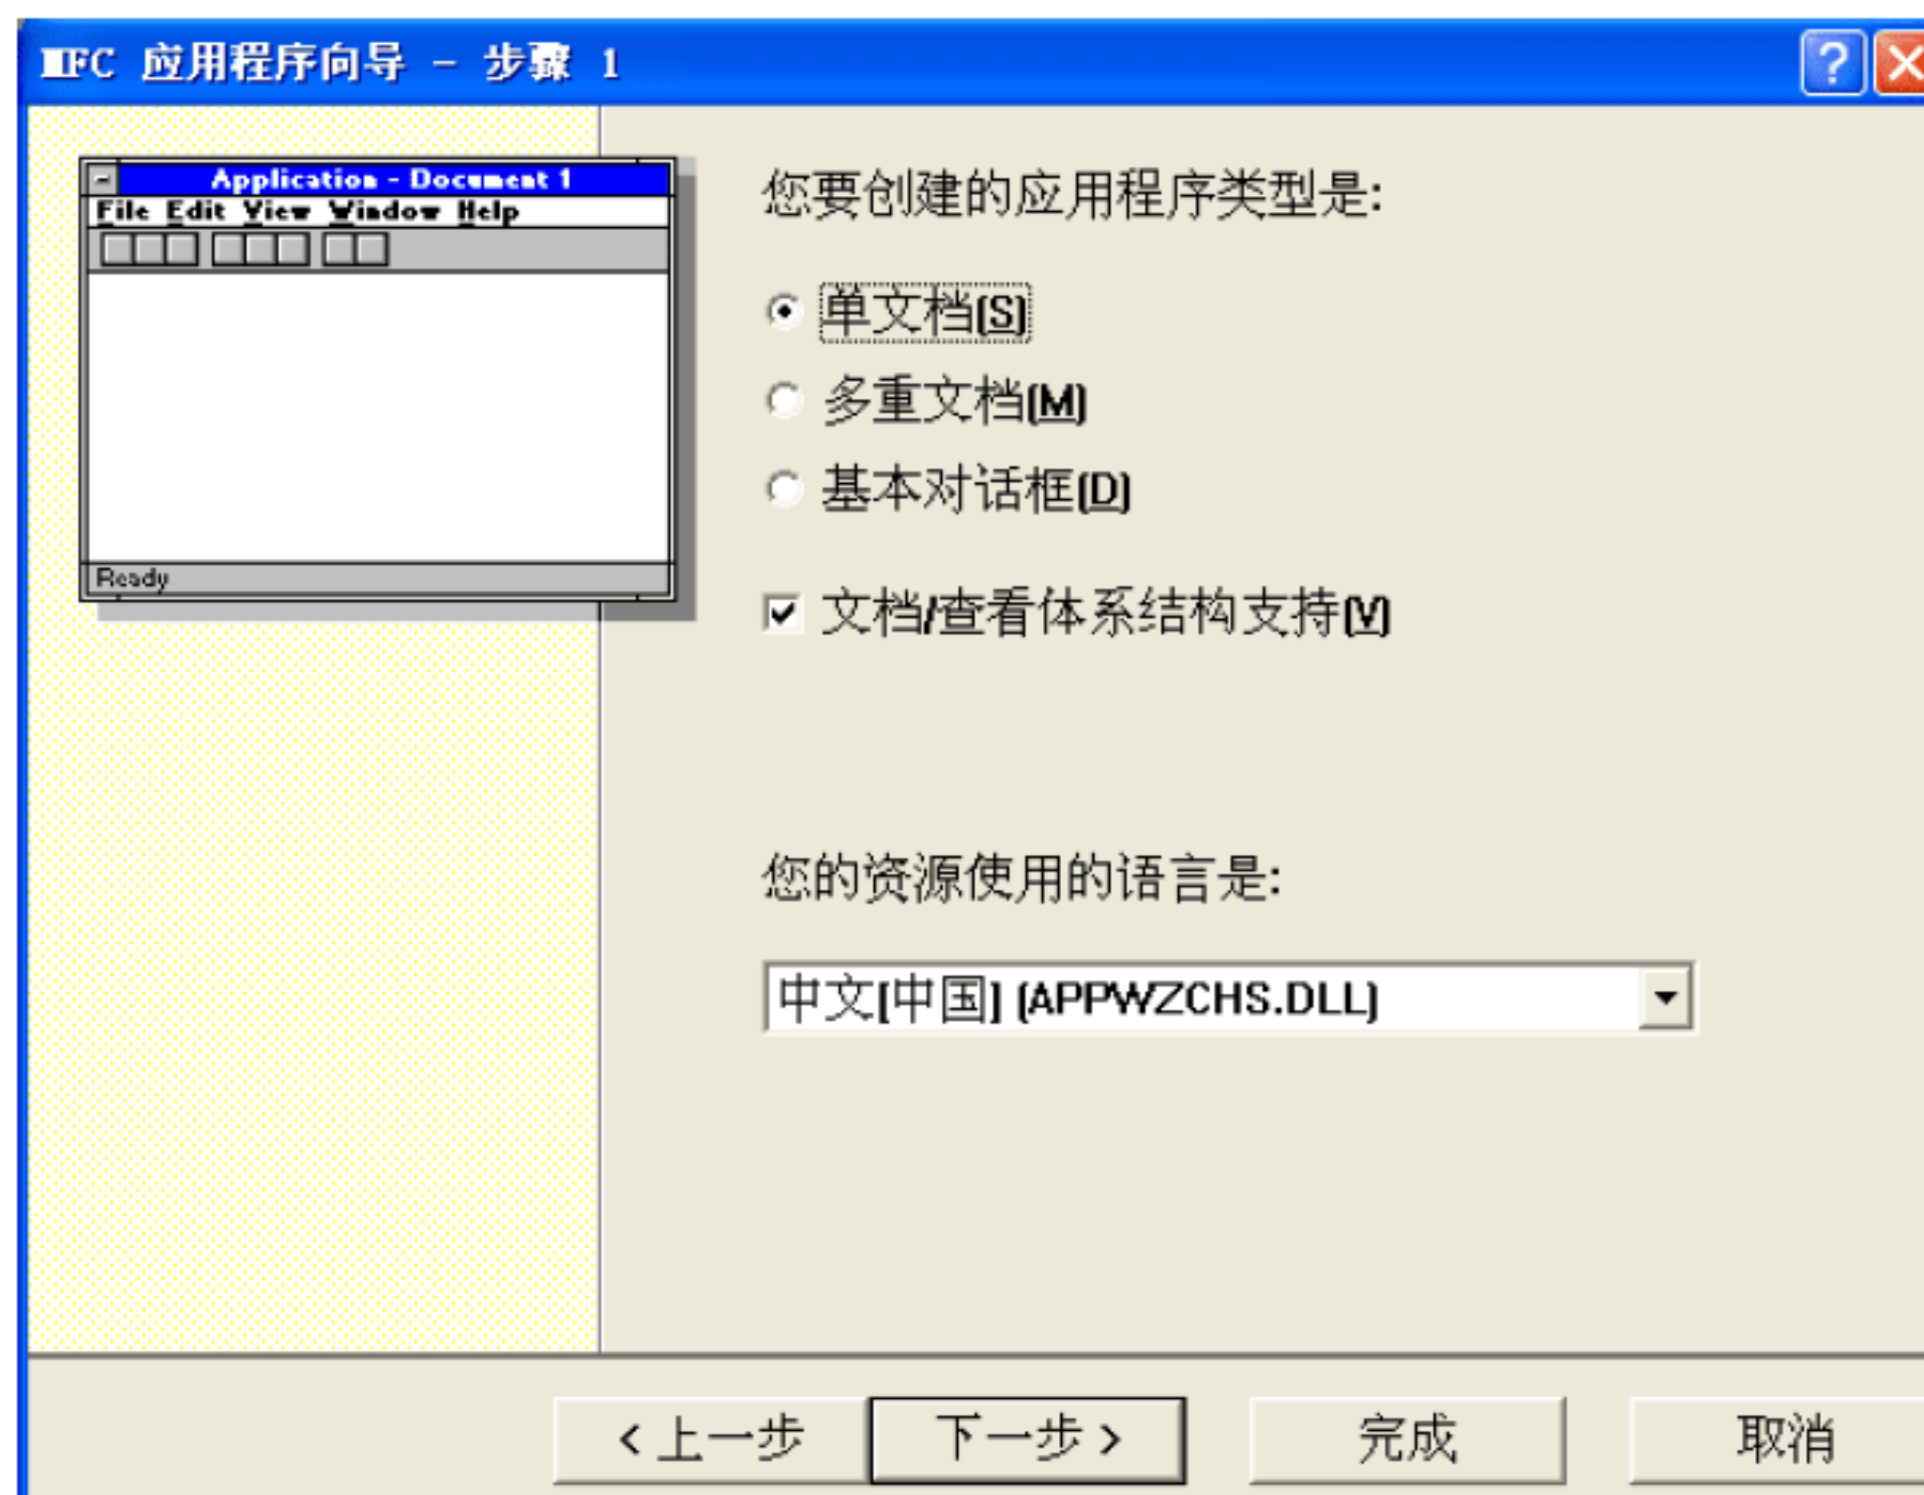 MFC 应用程序向导 - 步骤 1
Application - Document 1
File Edit View Window Help
Ready
您要创建的应用程序类型是:
单文档(S)
多重文档(M)
基本对话框(D)
文档/查看体系结构支持(V)
您的资源使用的语言是:
中文[中国] (APPWZCHS.DLL)
<上一步 下一步> 完成 取消